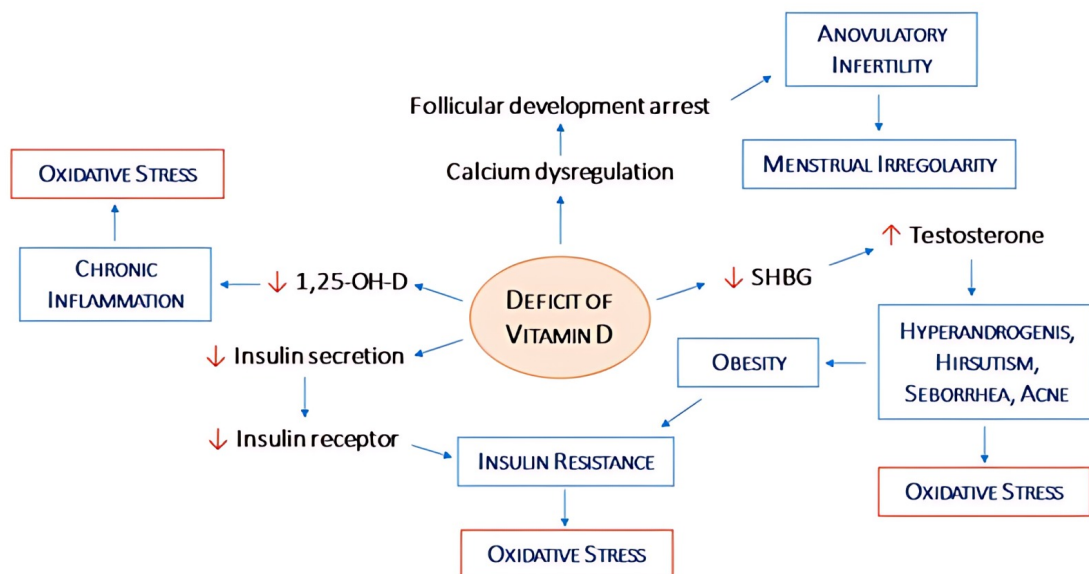 ANOVULATORY
INFERTILITY
Follicular development arrest
MENSTRUAL IRREGOLARITY
OXIDATIVE STRESS
Calcium dysregulation
↑ Testosterone
CHRONIC
INFLAMMATION
↓ 1,25-OH-D
DEFICIT OF
VITAMIN D
↓ SHBG
HYPERANDROGENIS,
HIRSUTISM,
SEBORRHEA, ACNE
↓ Insulin secretion
OBESITY
↓ Insulin receptor
INSULIN RESISTANCE
OXIDATIVE STRESS
OXIDATIVE STRESS